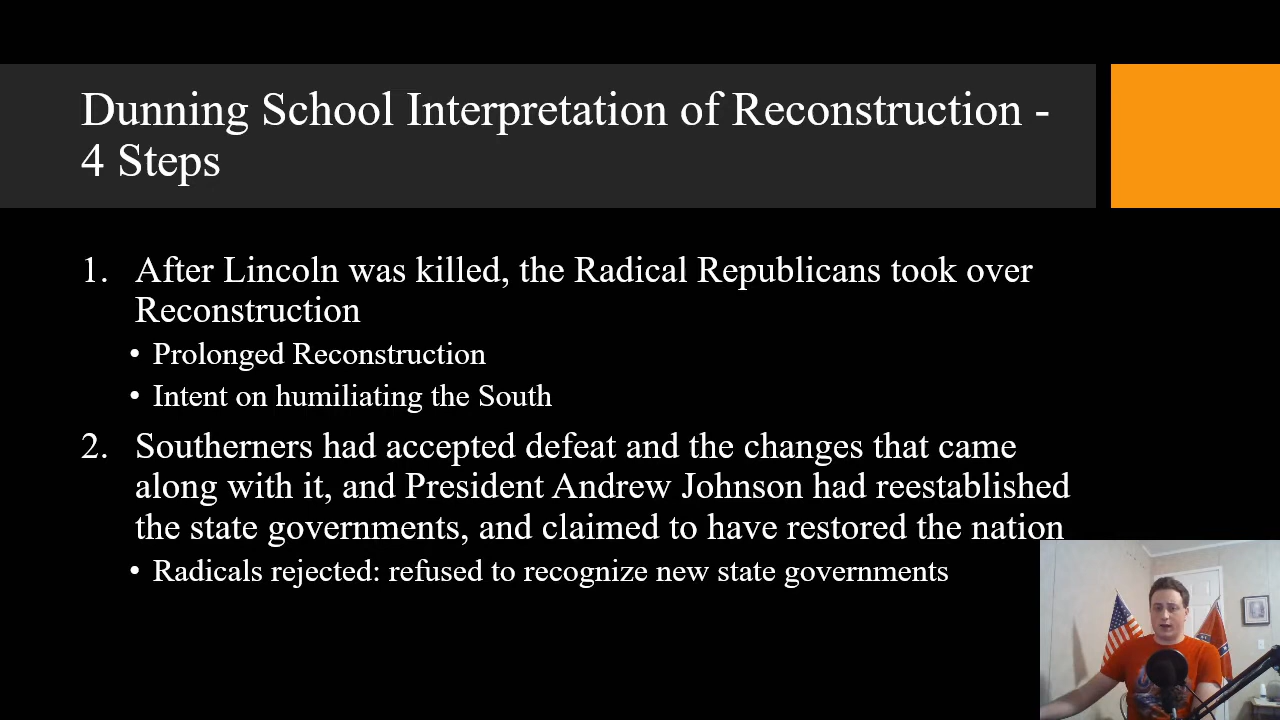 Dunning School Interpretation of Reconstruction -
4 Steps
1. After Lincoln was killed, the Radical Republicans took over
Reconstruction
• Prolonged Reconstruction
• Intent on humiliating the South
2. Southerners had accepted defeat and the changes that came
along with it, and President Andrew Johnson had reestablished
the state governments, and claimed to have restored the nation
• Radicals rejected: refused to recognize new state governments